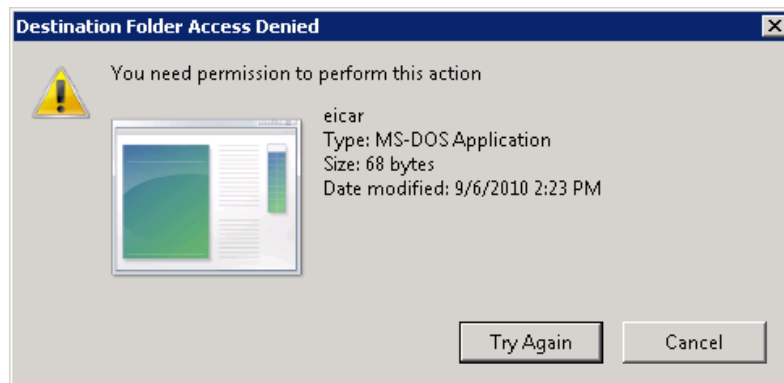 Destination Folder Access Denied
You need permission to perform this action
eicar
Type: MS-DOS Application
Size: 68 bytes
Date modified: 9/6/2010 2:23 PM
Try Again
Cancel